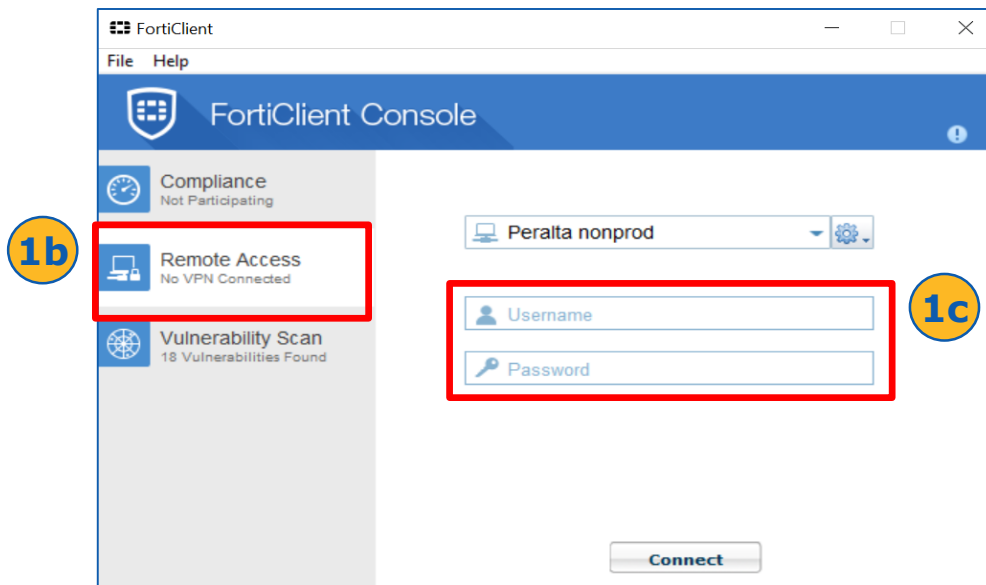 FortiClient
File Help
FortiClient Console
Compliance
Not Participating
1b
Remote Access
No VPN Connected
Vulnerability Scan
18 Vulnerabilities Found
Peralta nonprod
Username
1c
Password
Connect